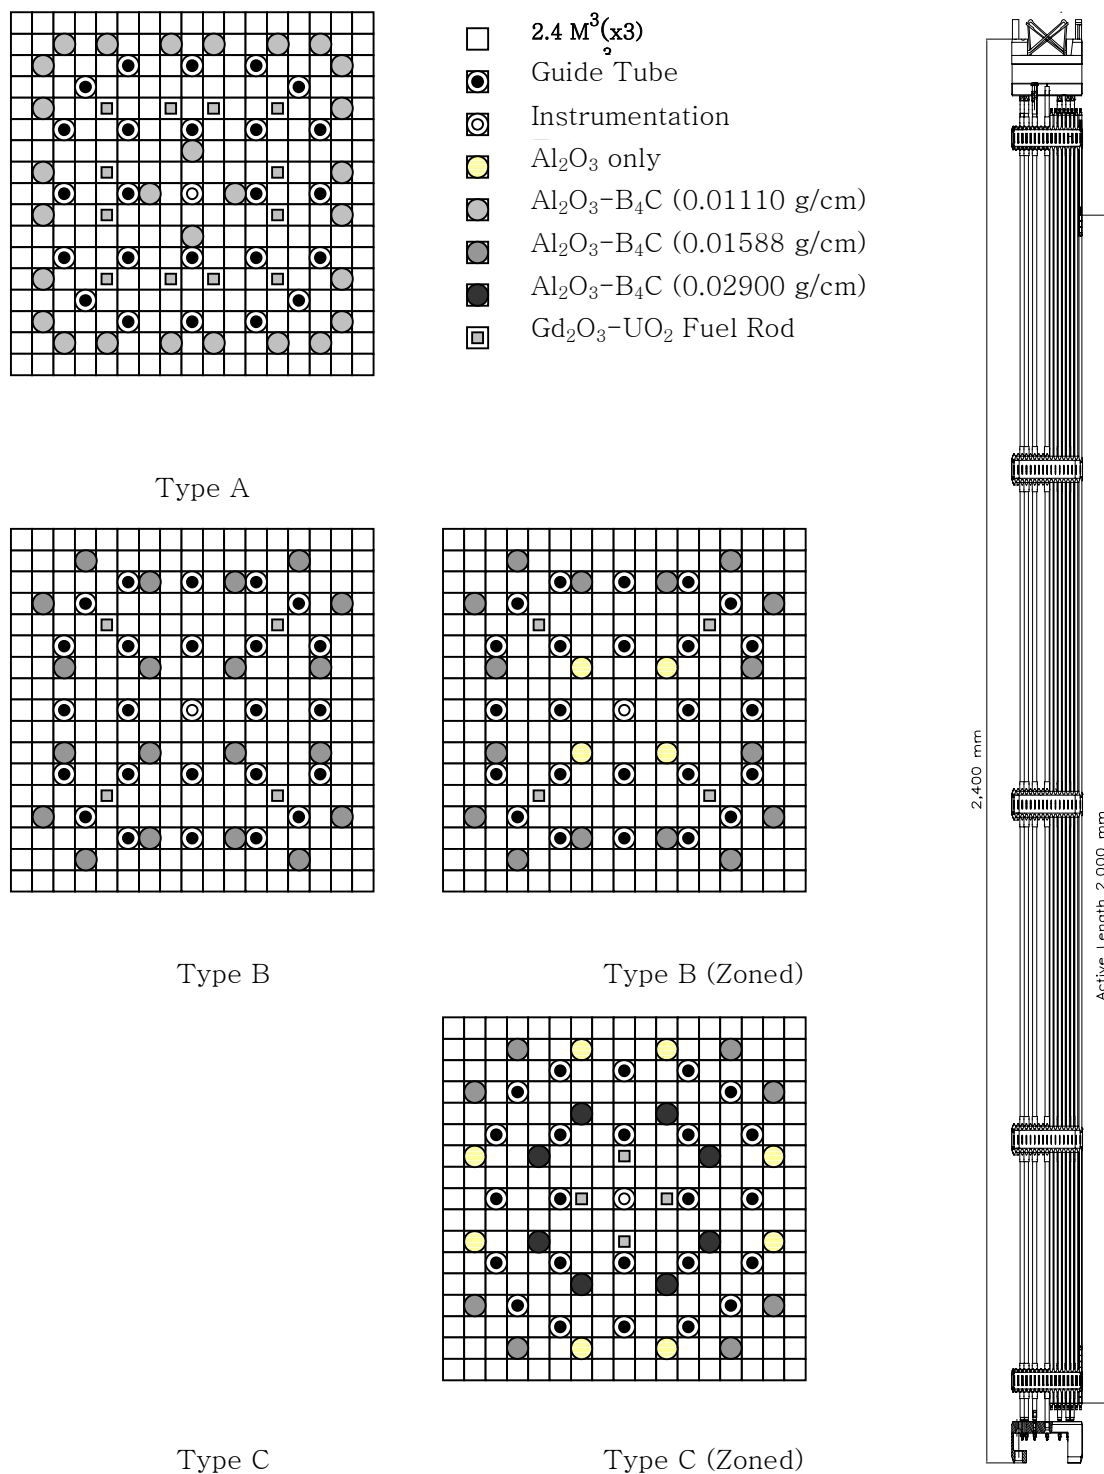 2.4 M³(x3)
Guide Tube
Instrumentation
Al₂O₃ only
Al₂O₃-B₄C (0.01110 g/cm)
Al₂O₃-B₄C (0.01588 g/cm)
Al₂O₃-B₄C (0.02900 g/cm)
Gd₂O₃-UO₂ Fuel Rod
Type A
Type B
Type B (Zoned)
Type C
Type C (Zoned)
2,400 mm
Active Length 2,000 mm